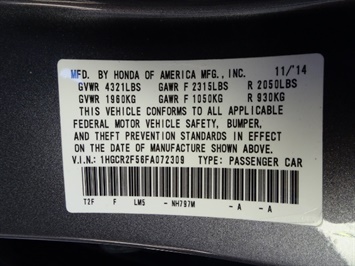 MFD. BY HONDA OF AMERICA MFG., INC. 11/14
GVWR 4321LBS GAWR F 2315LBS R 2050LBS
GVWR 1960KG GAWR F 1050KG R 930KG
THIS VEHICLE CONFORMS TO ALL APPLICABLE
FEDERAL MOTOR VEHICLE SAFETY, BUMPER,
AND THEFT PREVENTION STANDARDS IN EFFECT
ON THE DATE OF MANUFACTURE SHOWN ABOVE.
V.I.N.: 1HGCR2F56FA072309 TYPE: PASSENGER CAR
T2F F LM5 - NH797M - A - A